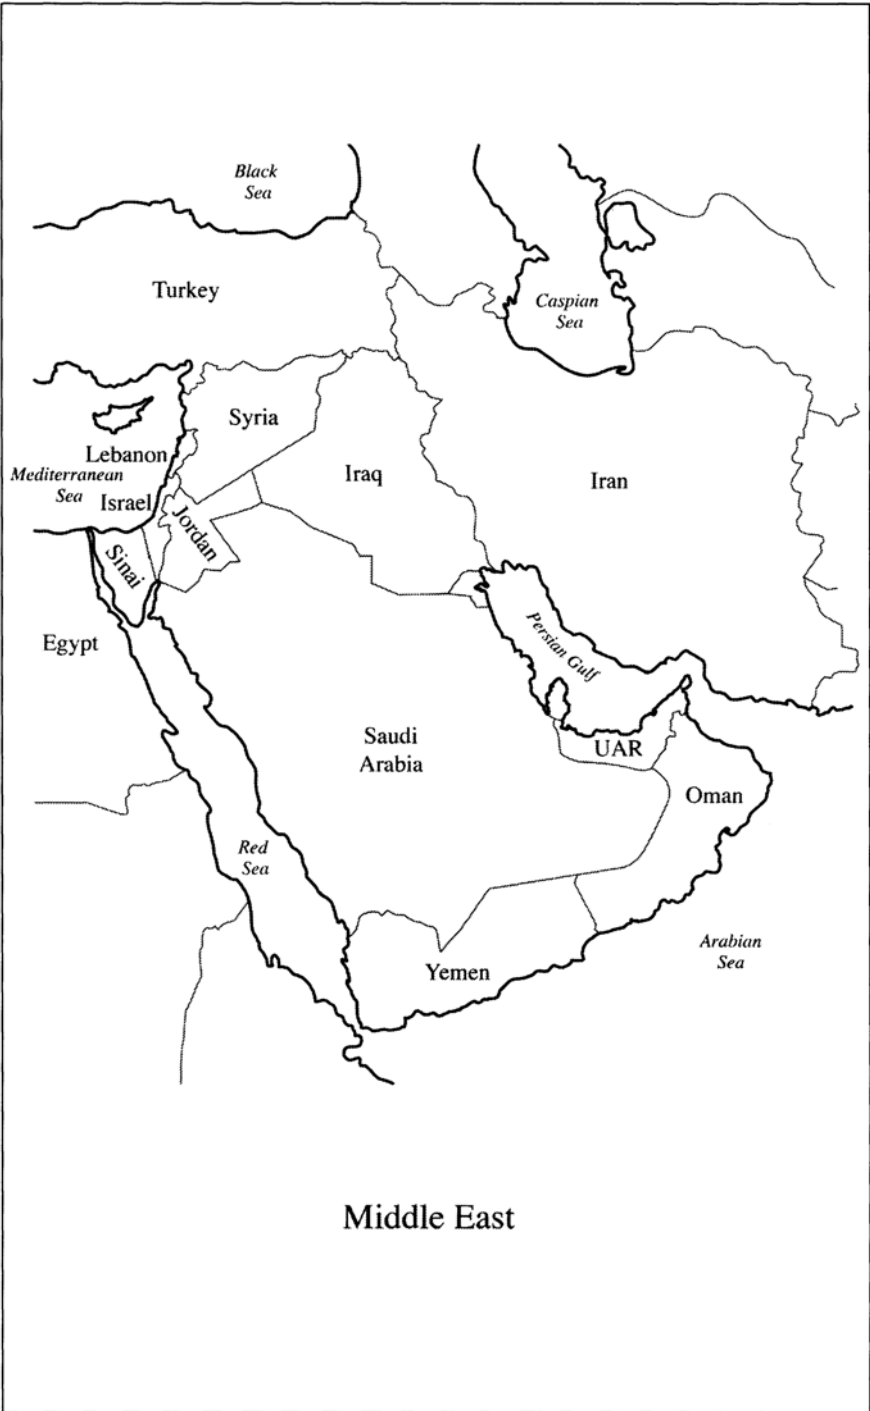 Black
Sea
Turkey
Caspian
Sea
Syria
Lebanon
Mediterranean
Sea
Israel
Iraq
Iran
Jordan
Sinai
Egypt
Persian Gulf
Saudi
Arabia
UAR
Oman
Red
Sea
Arabian
Sea
Yemen
Middle East